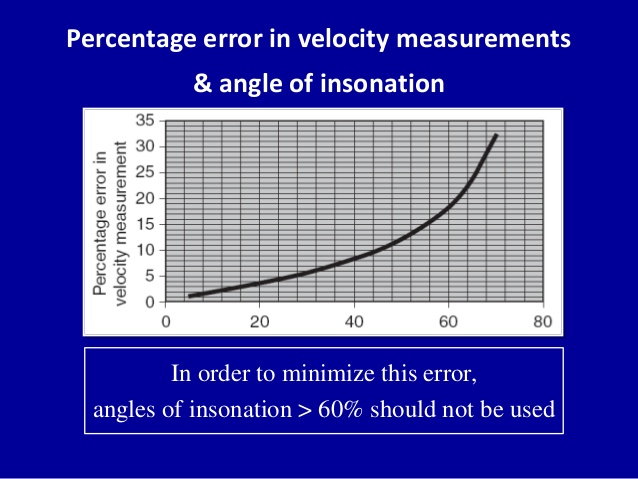 Percentage error in velocity measurements
& angle of insonation
Percentage error in
velocity measurement
35
30
25
20
15
10
5
0
0 20 40 60 80
In order to minimize this error,
angles of insonation > 60% should not be used